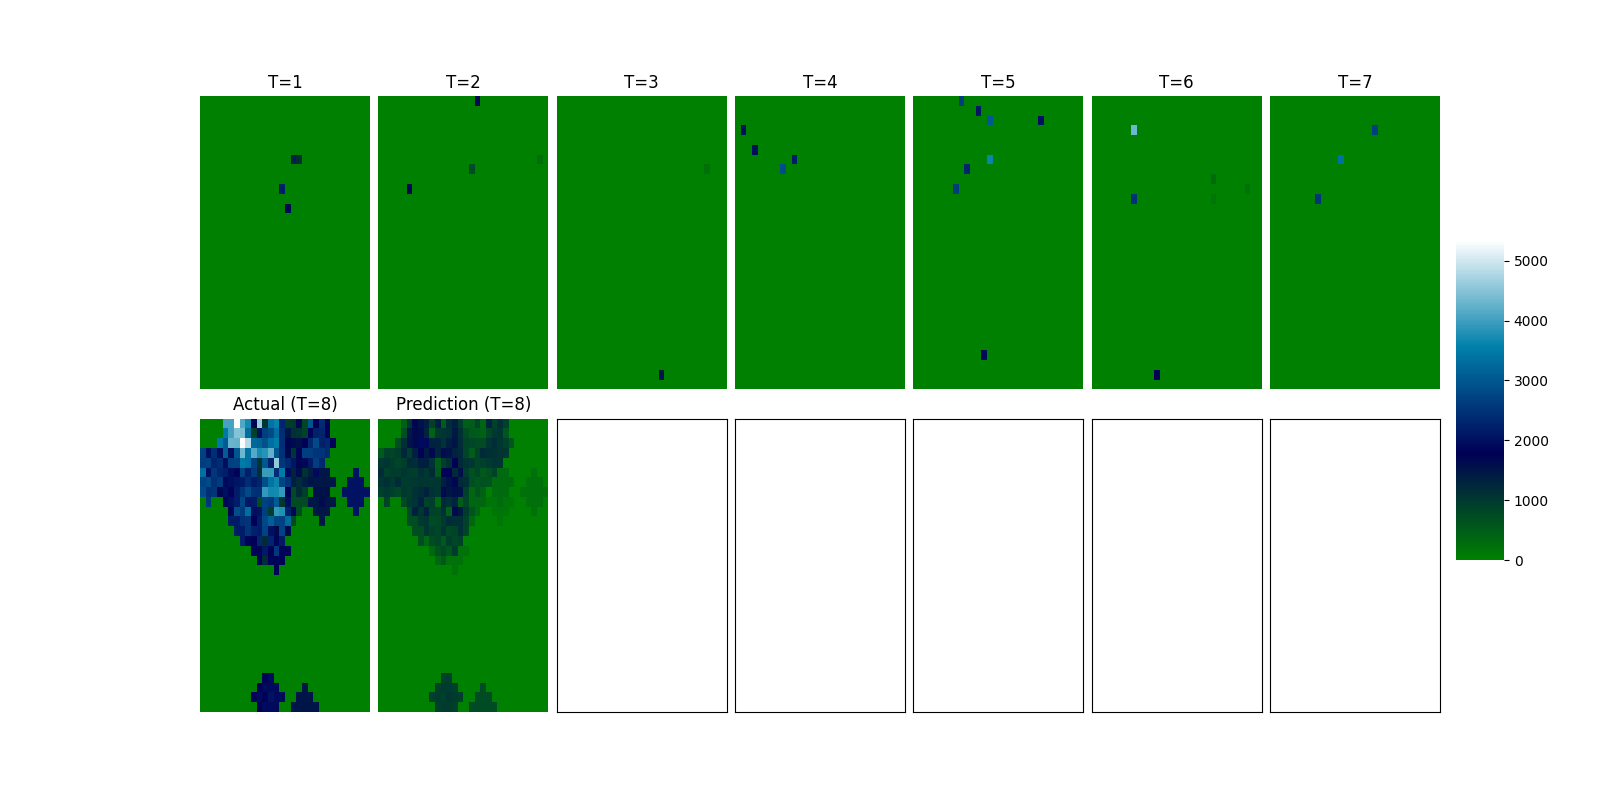 T=1
T=2
T=3
T=4
T=5
T=6
T=7
Actual (T=8)
Prediction (T=8)
5000
4000
3000
2000
1000
0